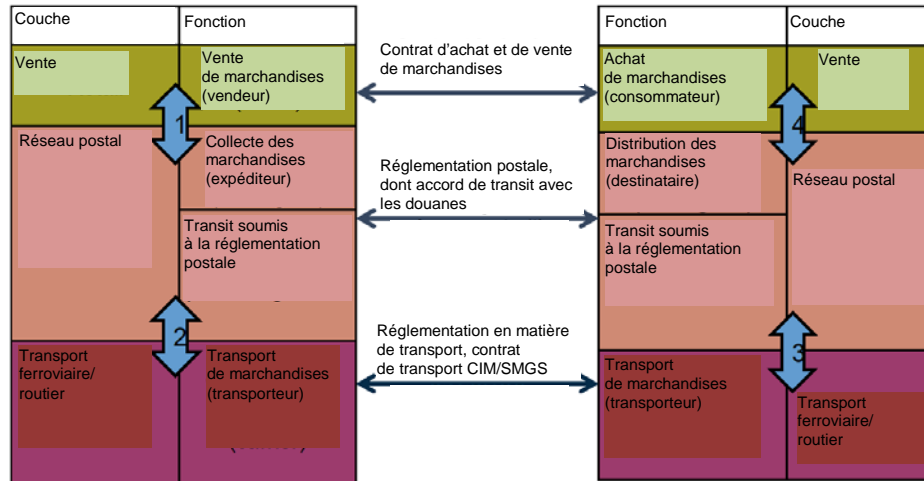 Couche
Fonction
Vente
Vente
de marchandises
(vendeur)
1
Réseau postal
Collecte des
marchandises
(expéditeur)
Transit soumis
à la réglementation
postale
2
Transport
ferroviaire/
routier
Transport
de marchandises
(transporteur)
Contrat d'achat et de vente
de marchandises
Réglementation postale,
dont accord de transit avec
les douanes
Réglementation en matière
de transport, contrat
de transport CIM/SMGS
Fonction
Couche
Achat
de marchandises
(consommateur)
Vente
4
Distribution des
marchandises
(destinataire)
Réseau postal
Transit soumis
à la réglementation
postale
3
Transport
de marchandises
(transporteur)
Transport
ferroviaire/
routier